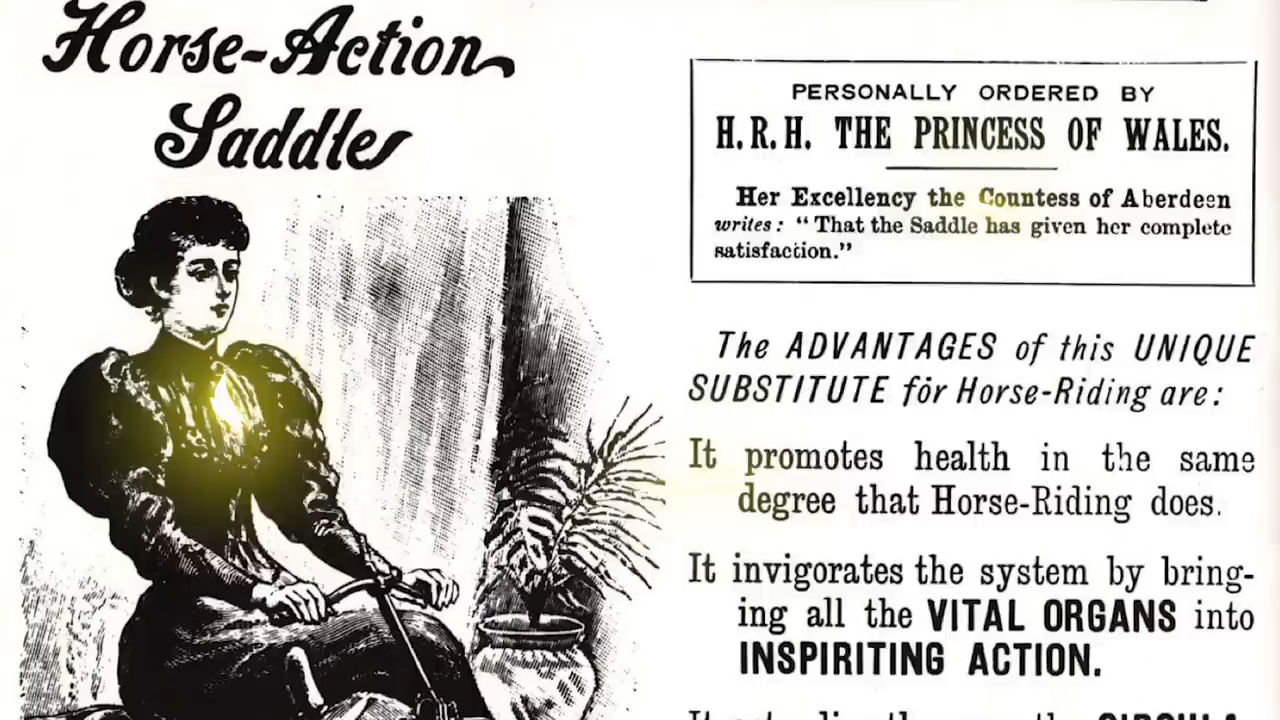 Horse-Action
Saddle
PERSONALLY ORDERED BY
H.R.H. THE PRINCESS OF WALES.
Her Excellency the Countess of Aberdeen
writes: "That the Saddle has given her complete
satisfaction."
The ADVANTAGES of this UNIQUE
SUBSTITUTE for Horse-Riding are:
It promotes health in the same
degree that Horse-Riding does.
It invigorates the system by bring-
ing all the VITAL ORGANS into
INSPIRITING ACTION.